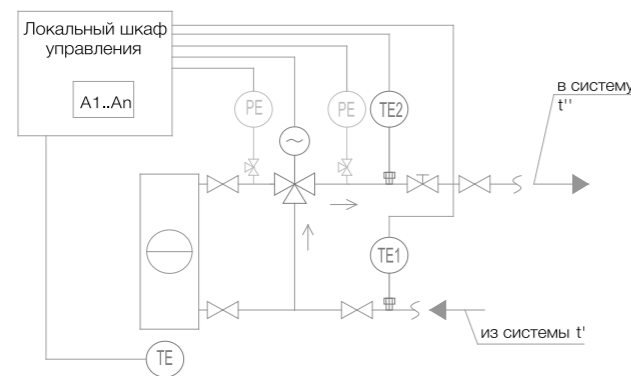 Локальный шкаф
управления
A1..An
PE
PE
TE2
в систему
t''
TE1
из системы t'
TE